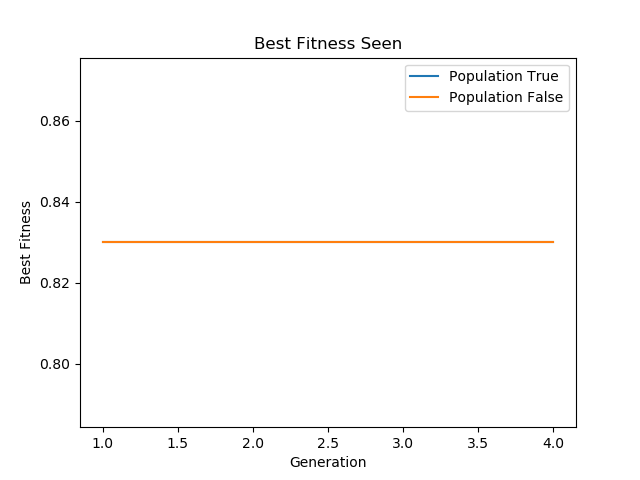 Best Fitness Seen
Population True
Population False
Best Fitness
0.86
0.84
0.82
0.80
1.0 1.5 2.0 2.5 3.0 3.5 4.0
Generation